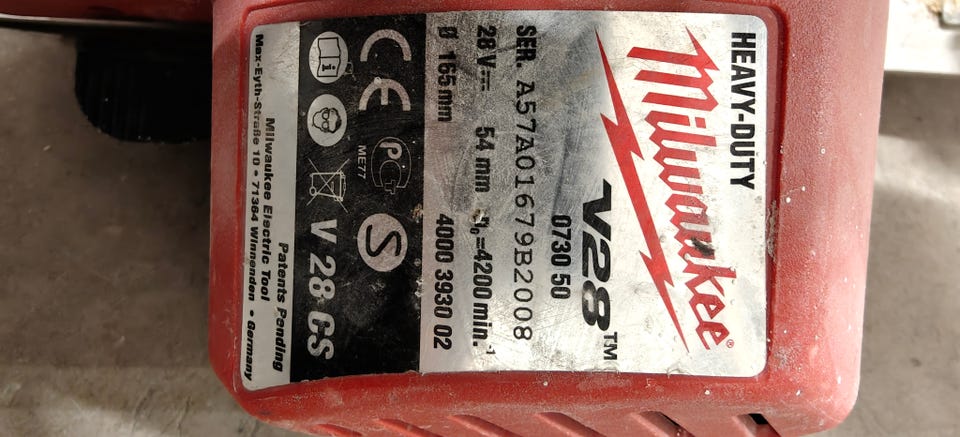 HEAVY-DUTY
Milwaukee®
V28™
0730 50
SER. A57A01679B2008
28 V 54 mm n₀=4200 min.⁻¹
Ø 165 mm 4000 3930 02
CE
ME77
S
V 28 CS
Patents Pending
Milwaukee Electric Tool
Max-Eyth-Straße 10 • 71364 Winnenden • Germany